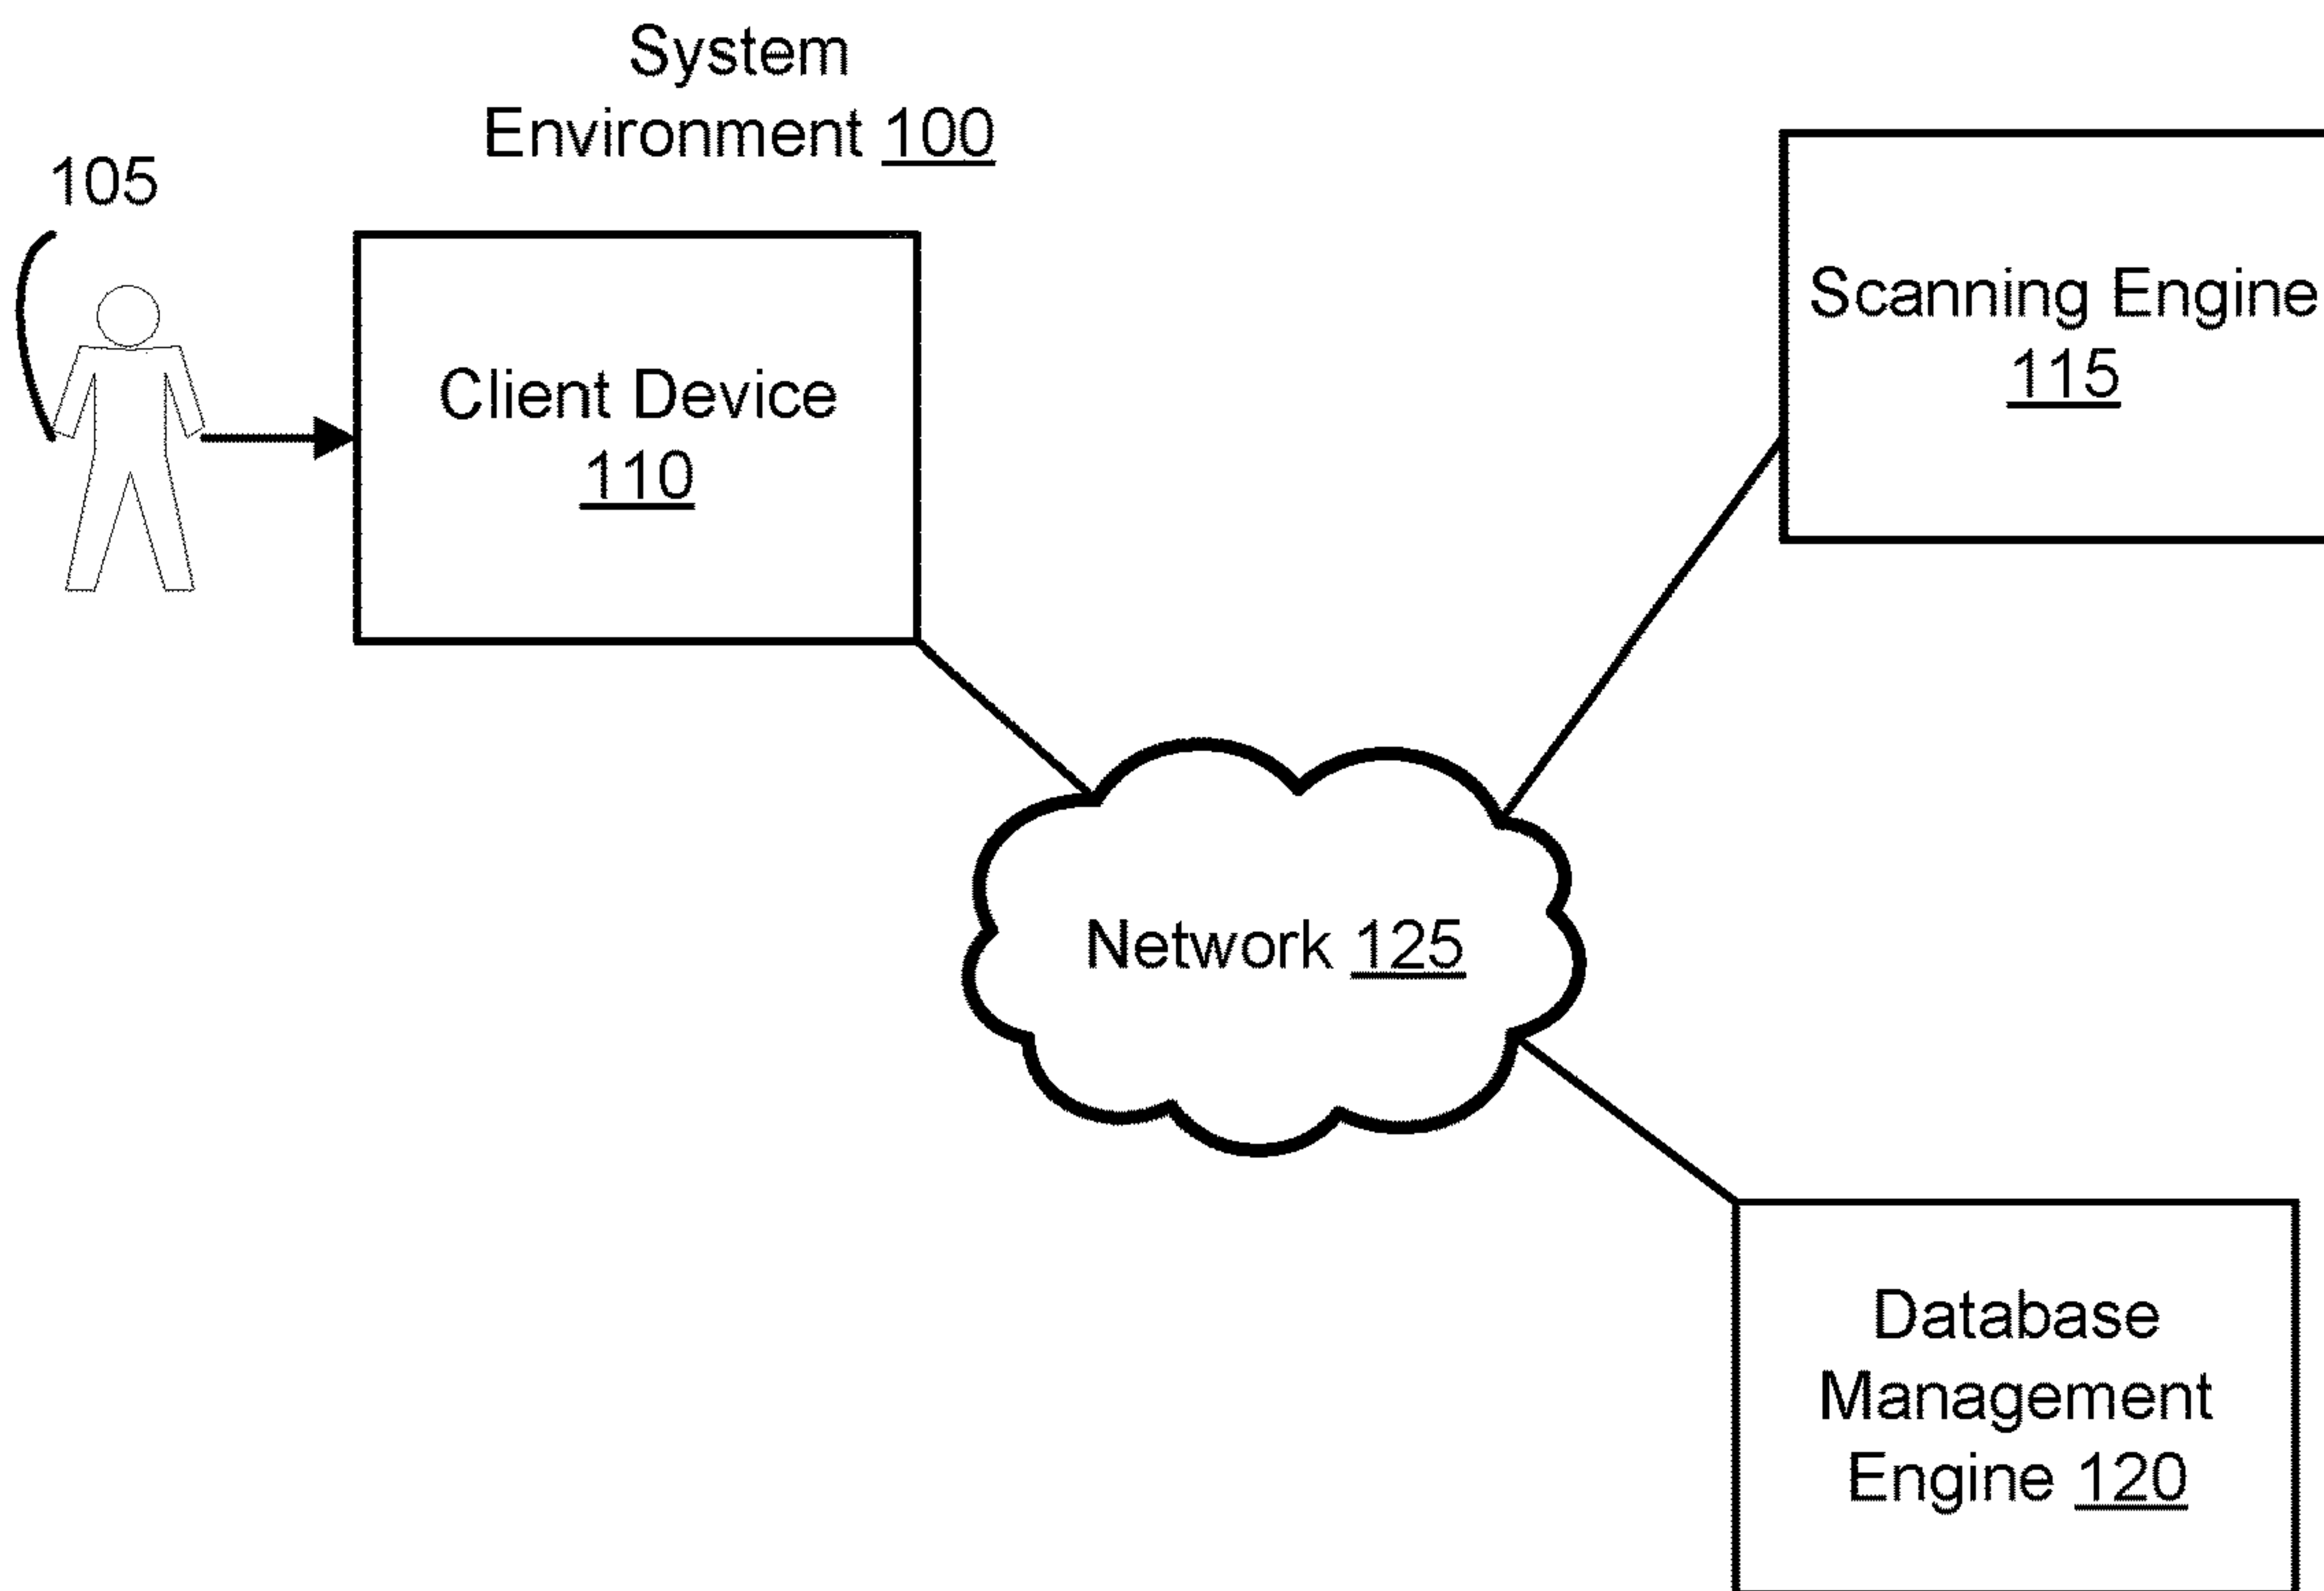 System
Environment 100
105
Client Device
110
Scanning Engine
115
Network 125
Database
Management
Engine 120